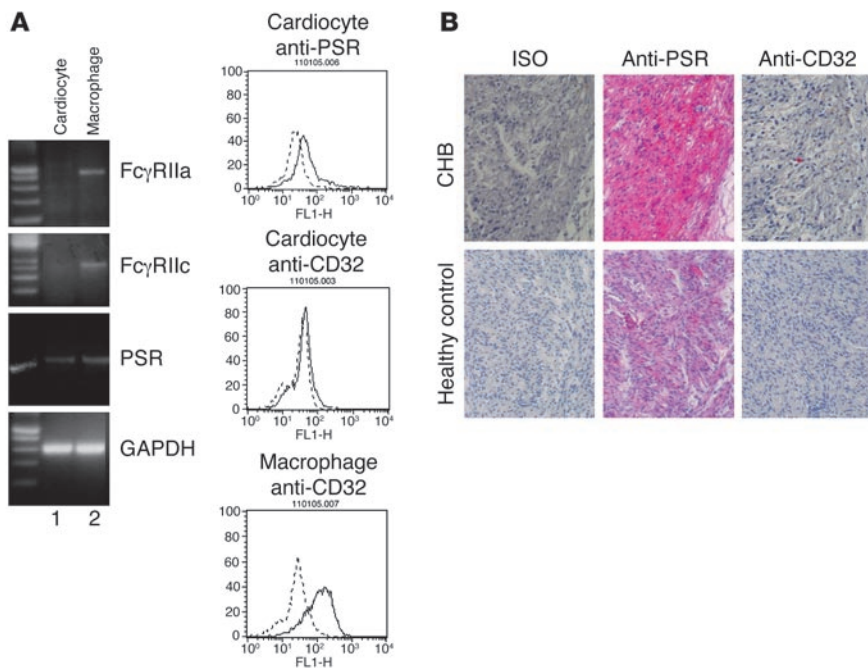 A
Cardiocyte
Macrophage
FcγRIIa
FcγRIIc
PSR
GAPDH
1 2
Cardiocyte
anti-PSR
110105.006
100
80
60
40
20
0
10⁰ 10¹ 10² 10³ 10⁴
FL1-H
Cardiocyte
anti-CD32
110105.003
100
80
60
40
20
0
10⁰ 10¹ 10² 10³ 10⁴
FL1-H
Macrophage
anti-CD32
110105.007
100
80
60
40
20
0
10⁰ 10¹ 10² 10³ 10⁴
FL1-H
B
ISO Anti-PSR Anti-CD32
CHB
Healthy control